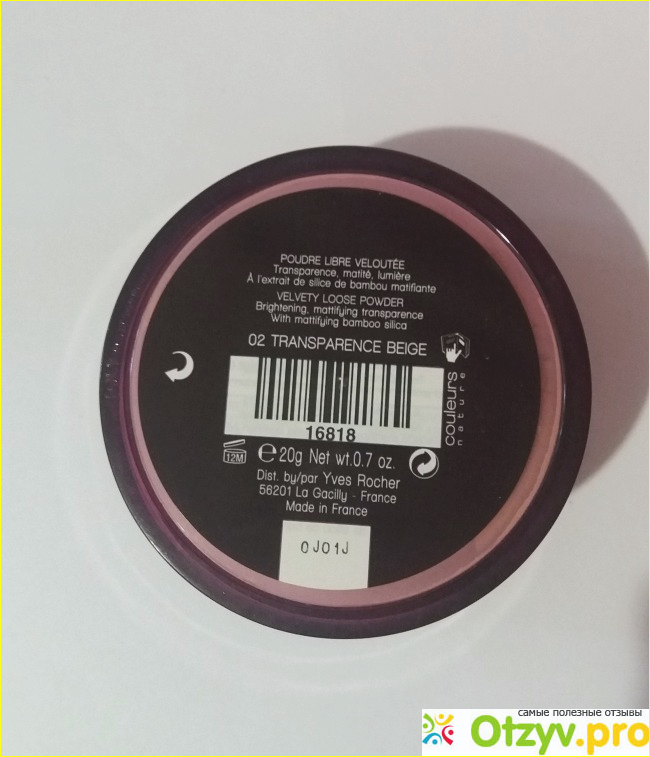 POUDRE LIBRE VELOUTÉE
Transparence, matité, lumière
À l'extrait de silice de bambou matifiante
VELVETY LOOSE POWDER
Brightening, mattifying transparence
With mattifying bamboo silica
02 TRANSPARENCE BEIGE
couleurs
nature
16818
12M
℮ 20g Net wt.0.7 oz.
Dist. by/par Yves Rocher
56201 La Gacilly - France
Made in France
0J01J
самые полезные отзывы
Otzyv.pro